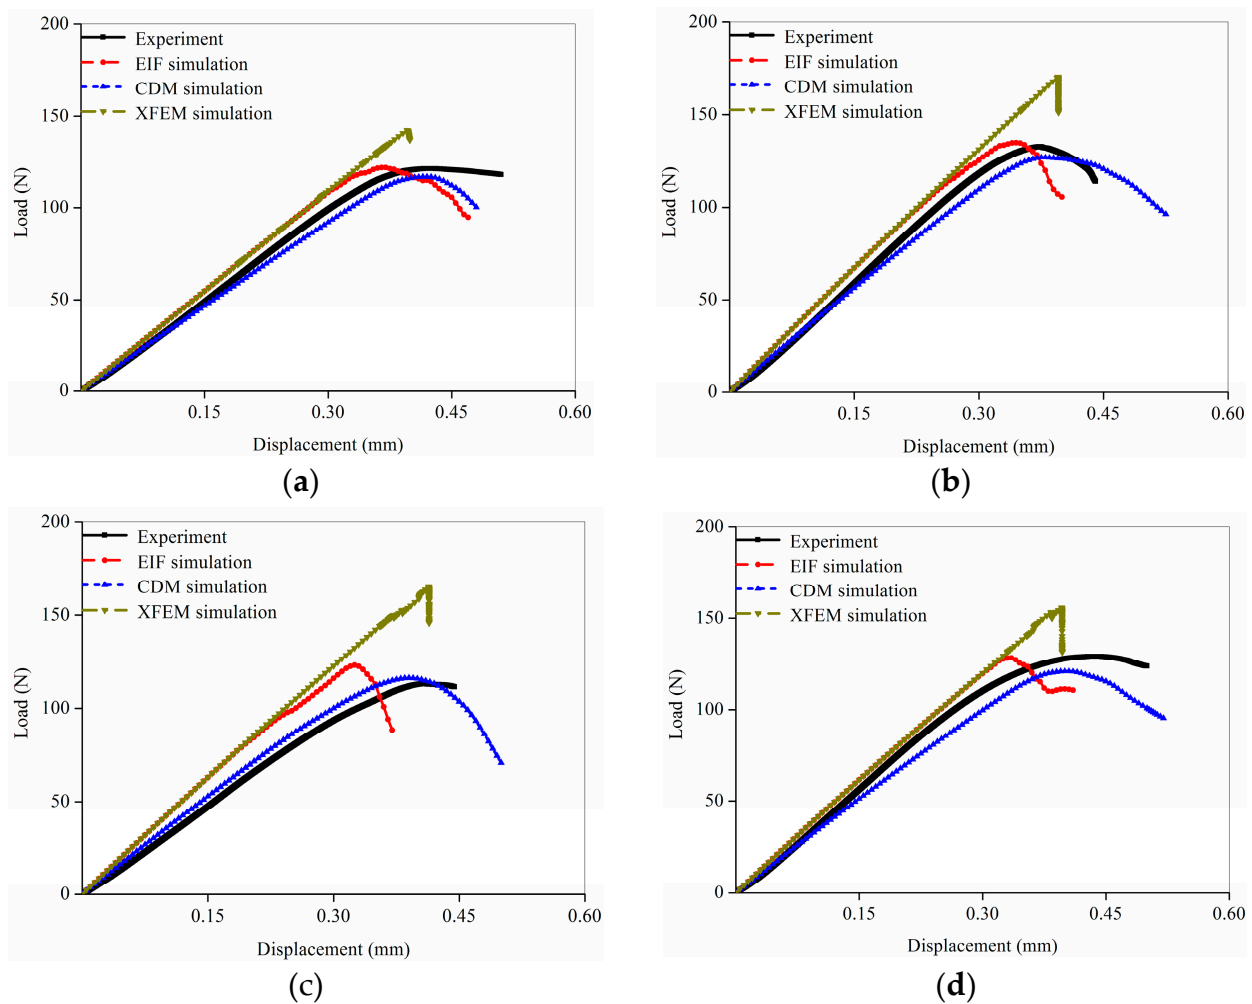 200
150
100
50
0
Load (N)
Experiment
EIF simulation
CDM simulation
XFEM simulation
0.15 0.30 0.45 0.60
Displacement (mm)
(a)
200
150
100
50
0
Load (N)
Experiment
EIF simulation
CDM simulation
XFEM simulation
0.15 0.30 0.45 0.60
Displacement (mm)
(b)
200
150
100
50
0
Load (N)
Experiment
EIF simulation
CDM simulation
XFEM simulation
0.15 0.30 0.45 0.60
Displacement (mm)
(c)
200
150
100
50
0
Load (N)
Experiment
EIF simulation
CDM simulation
XFEM simulation
0.15 0.30 0.45 0.60
Displacement (mm)
(d)